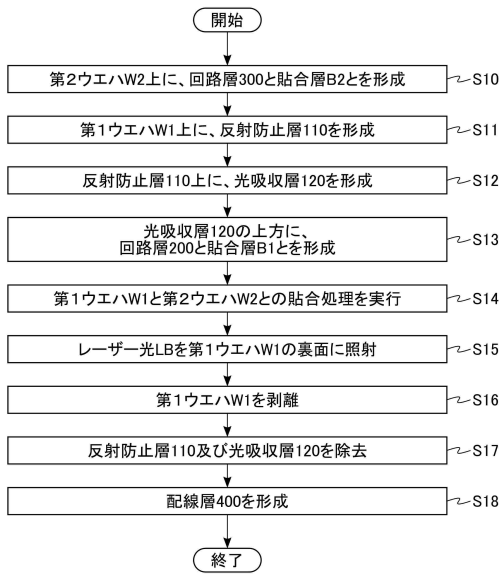 開始
第2ウエハW2上に、回路層300と貼合層B2とを形成
S10
第1ウエハW1上に、反射防止層110を形成
S11
反射防止層110上に、光吸収層120を形成
S12
光吸収層120の上方に、
回路層200と貼合層B1とを形成
S13
第1ウエハW1と第2ウエハW2との貼合処理を実行
S14
レーザー光LBを第1ウエハW1の裏面に照射
S15
第1ウエハW1を剥離
S16
反射防止層110及び光吸収層120を除去
S17
配線層400を形成
S18
終了